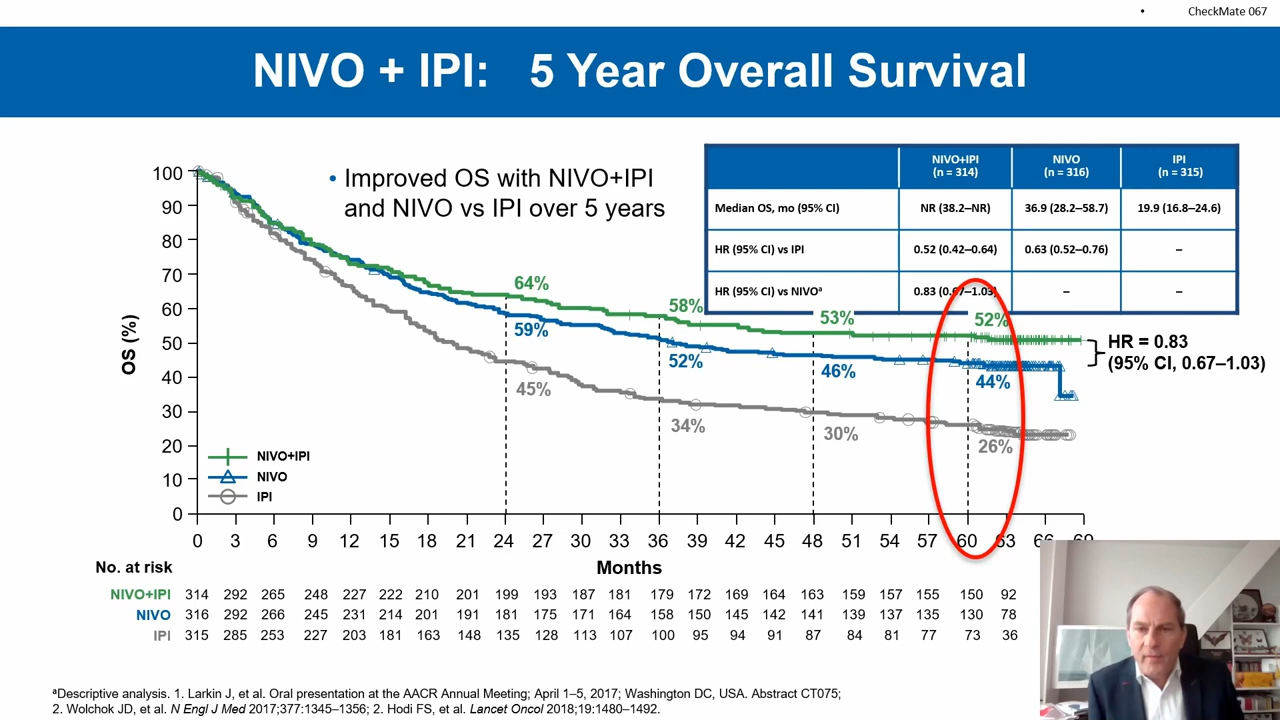 • CheckMate 067
NIVO + IPI: 5 Year Overall Survival
• Improved OS with NIVO+IPI
and NIVO vs IPI over 5 years
NIVO+IPI (n = 314) NIVO (n = 316) IPI (n = 315)
Median OS, mo (95% CI) NR (38.2–NR) 36.9 (28.2–58.7) 19.9 (16.8–24.6)
HR (95% CI) vs IPI 0.52 (0.42–0.64) 0.63 (0.52–0.76) –
HR (95% CI) vs NIVOª 0.83 (0.67–1.03) – –
OS (%)
100
90
80
70
60
50
40
30
20
10
0
64% 58% 53% 52%
59% 52% 46% 44%
45% 34% 30% 26%
HR = 0.83
(95% CI, 0.67–1.03)
NIVO+IPI
NIVO
IPI
0 3 6 9 12 15 18 21 24 27 30 33 36 39 42 45 48 51 54 57 60 63 66 69
Months
No. at risk
NIVO+IPI 314 292 265 248 227 222 210 201 199 193 187 181 179 172 169 164 163 159 157 155 150 92
NIVO 316 292 266 245 231 214 201 191 181 175 171 164 158 150 145 142 141 139 137 135 130 78
IPI 315 285 253 227 203 181 163 148 135 128 113 107 100 95 94 91 87 84 81 77 73 36
ªDescriptive analysis. 1. Larkin J, et al. Oral presentation at the AACR Annual Meeting; April 1–5, 2017; Washington DC, USA. Abstract CT075;
2. Wolchok JD, et al. N Engl J Med 2017;377:1345–1356; 2. Hodi FS, et al. Lancet Oncol 2018;19:1480–1492.